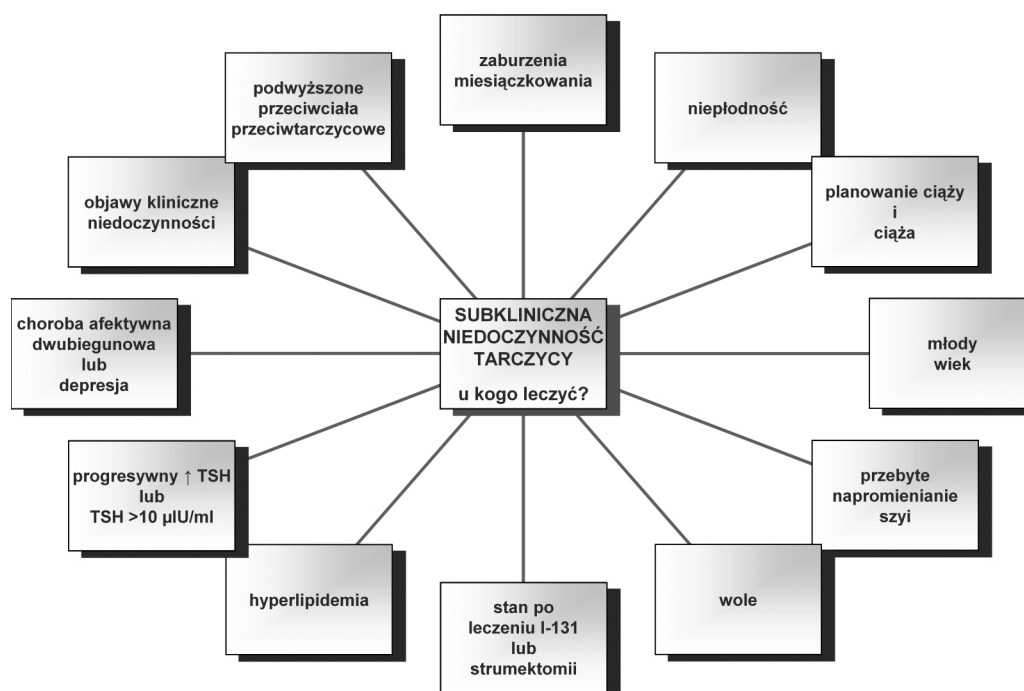 zaburzenia
miesiączkowania
podwyższone
przeciwciała
przeciwtarczycowe
niepłodność
objawy kliniczne
niedoczynności
planowanie ciąży
i
ciąża
choroba afektywna
dwubiegunowa
lub
depresja
SUBKLINICZNA
NIEDOCZYNNOŚĆ
TARCZYCY
u kogo leczyć?
młody
wiek
progresywny ↑ TSH
lub
TSH >10 µIU/ml
przebyte
napromienianie
szyi
hyperlipidemia
stan po
leczeniu I-131
lub
strumektomii
wole